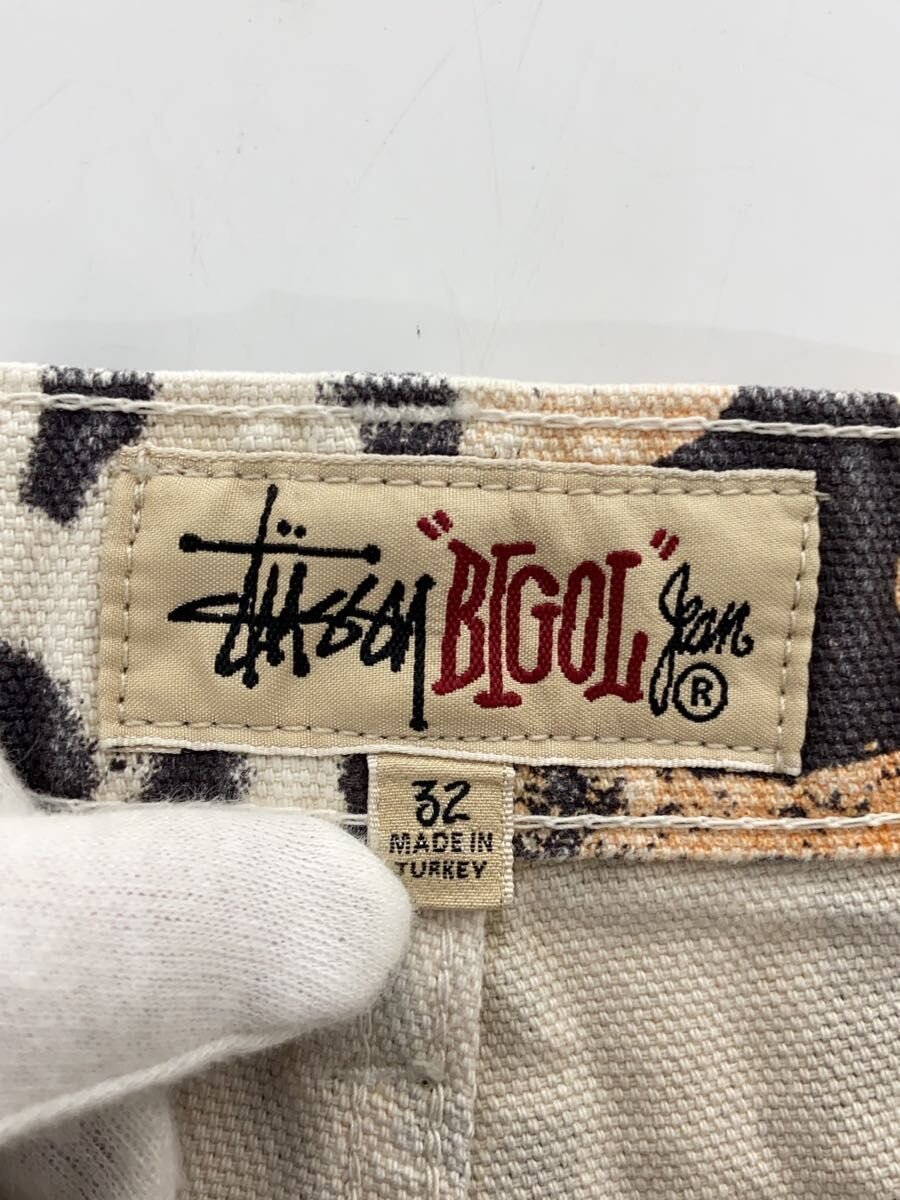 Stüssy "BIGOL" Jean ®
32
MADE IN
TURKEY